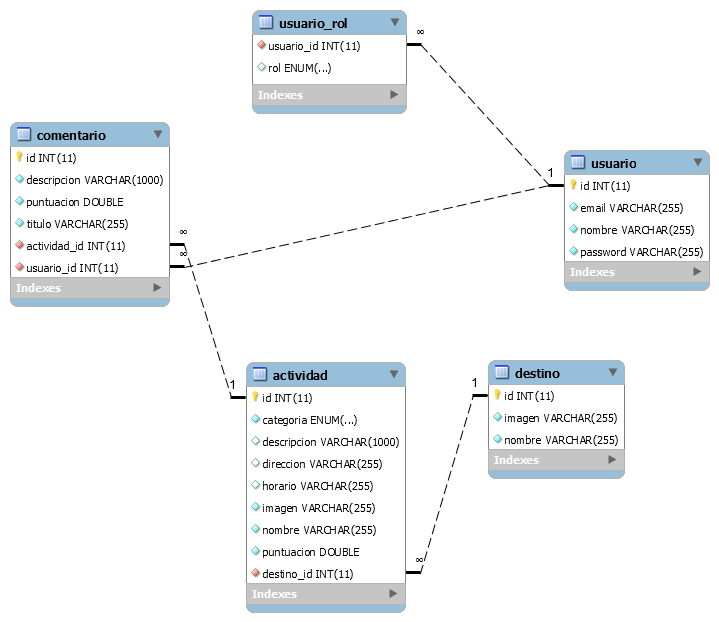 usuario_rol
usuario_id INT(11)
rol ENUM(...)
Indexes
∞
comentario
id INT(11)
descripcion VARCHAR(1000)
puntuacion DOUBLE
titulo VARCHAR(255)
actividad_id INT(11)
usuario_id INT(11)
Indexes
∞
∞
1
usuario
id INT(11)
email VARCHAR(255)
nombre VARCHAR(255)
password VARCHAR(255)
Indexes
1
actividad
id INT(11)
categoria ENUM(...)
descripcion VARCHAR(1000)
direccion VARCHAR(255)
horario VARCHAR(255)
imagen VARCHAR(255)
nombre VARCHAR(255)
puntuacion DOUBLE
destino_id INT(11)
Indexes
∞
1
destino
id INT(11)
imagen VARCHAR(255)
nombre VARCHAR(255)
Indexes